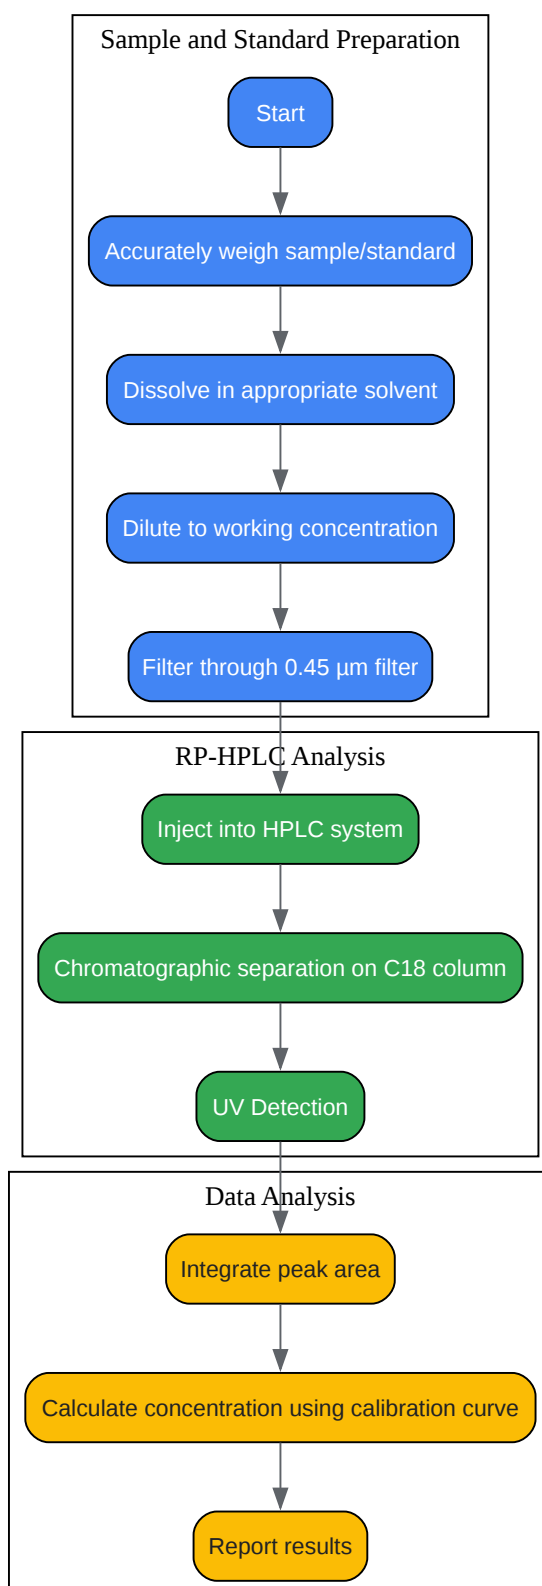 Sample and Standard Preparation
Start
Accurately weigh sample/standard
Dissolve in appropriate solvent
Dilute to working concentration
Filter through 0.45 µm filter
RP-HPLC Analysis
Inject into HPLC system
Chromatographic separation on C18 column
UV Detection
Data Analysis
Integrate peak area
Calculate concentration using calibration curve
Report results